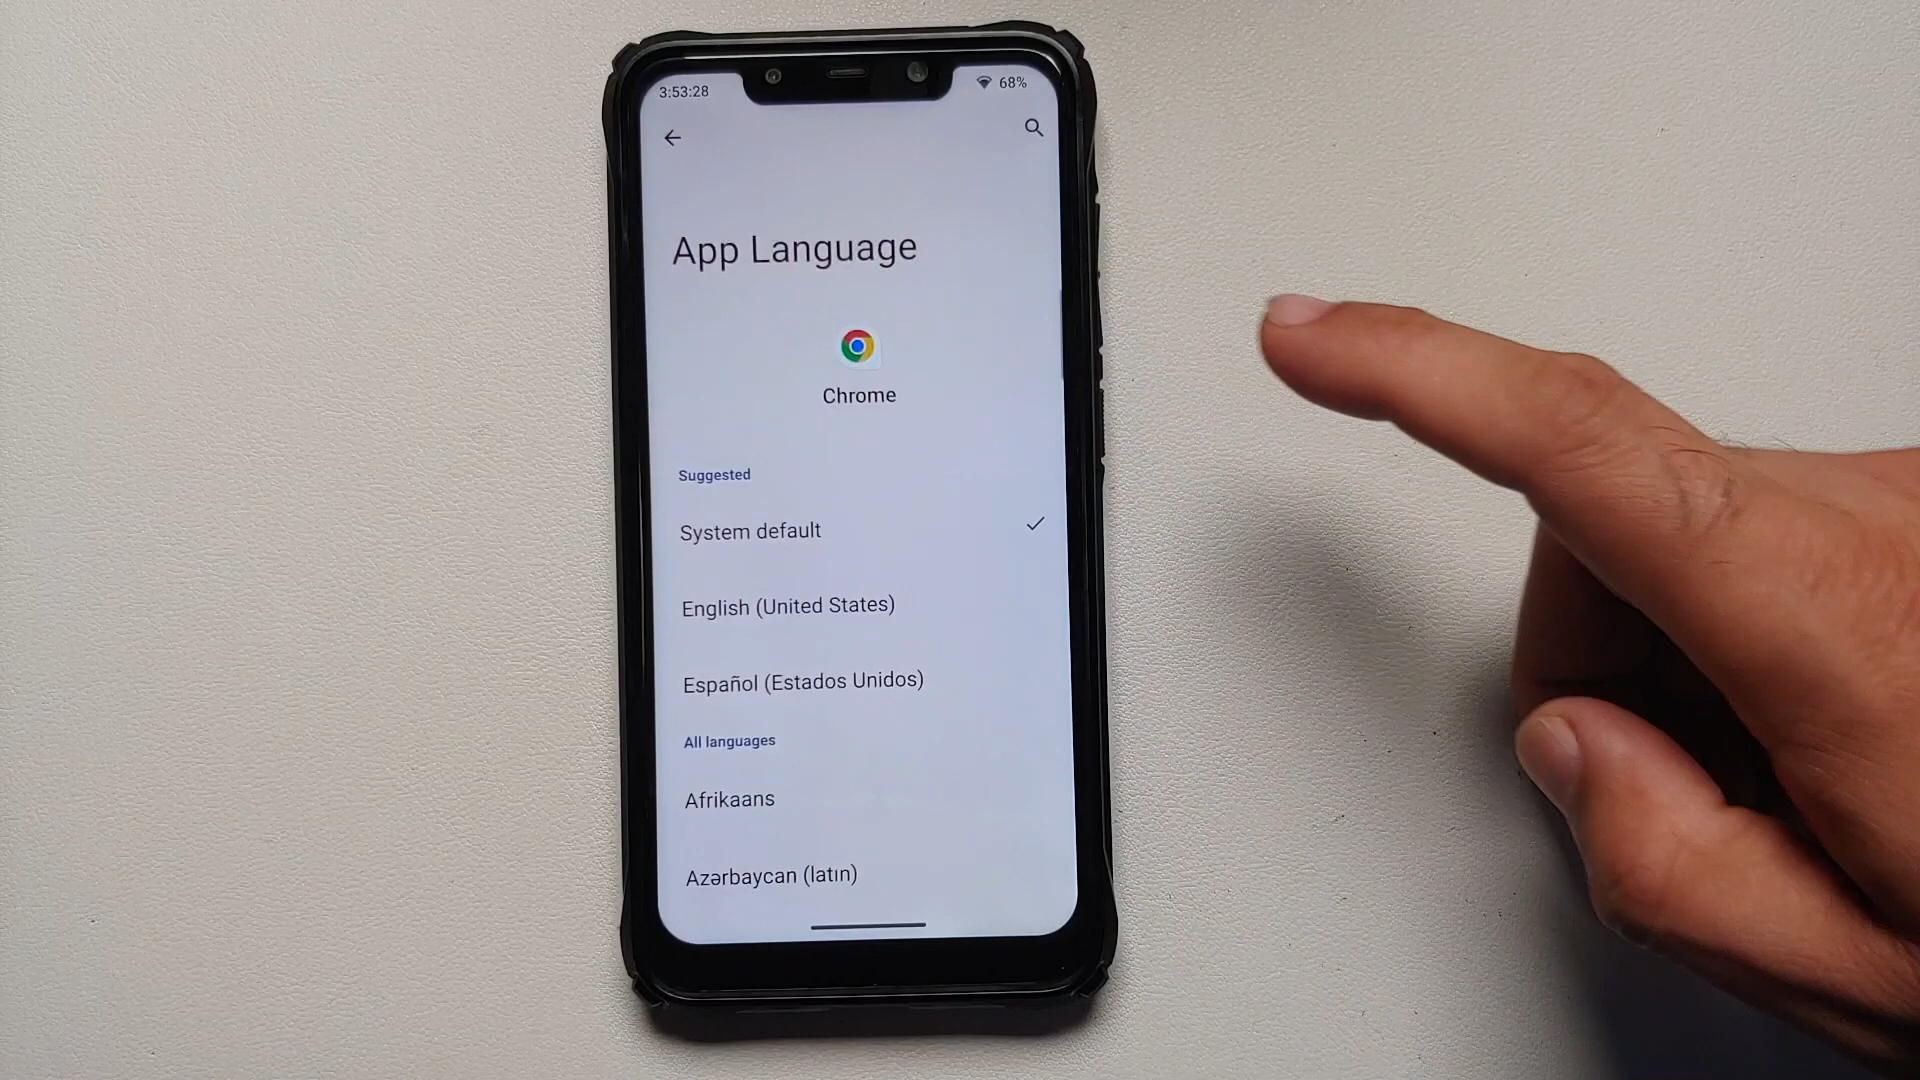 3:53:28
68%
App Language
Chrome
Suggested
System default
English (United States)
Español (Estados Unidos)
All languages
Afrikaans
Azərbaycan (latın)